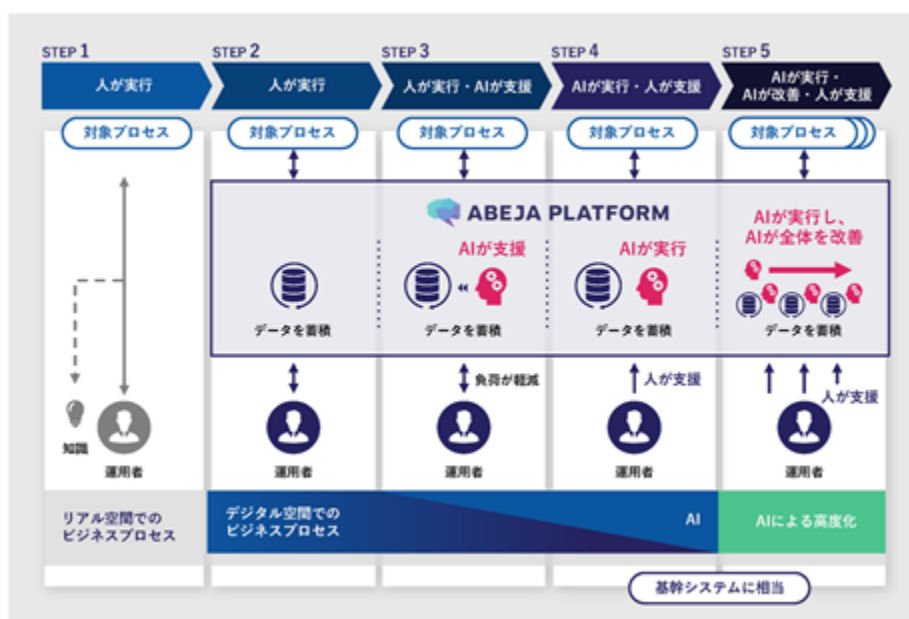 STEP 1
STEP 2
STEP 3
STEP 4
STEP 5
人が実行
人が実行
人が実行・AIが支援
AIが実行・人が支援
AIが実行・
AIが改善・人が支援
対象プロセス
対象プロセス
対象プロセス
対象プロセス
対象プロセス
ABEJA PLATFORM
AIが支援
AIが実行
AIが実行し、
AIが全体を改善
データを蓄積
データを蓄積
データを蓄積
データを蓄積
負荷が軽減
人が支援
人が支援
知識
運用者
運用者
運用者
運用者
運用者
リアル空間での
ビジネスプロセス
デジタル空間での
ビジネスプロセス
AI
AIによる高度化
基幹システムに相当